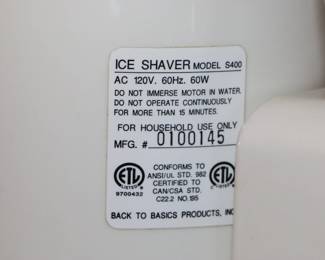 ICE SHAVER MODEL S400
AC 120V. 60Hz. 60W
DO NOT IMMERSE MOTOR IN WATER.
DO NOT OPERATE CONTINUOUSLY
FOR MORE THAN 15 MINUTES.
FOR HOUSEHOLD USE ONLY
MFG. # 0100145
CONFORMS TO
ANSI/UL STD. 982
CERTIFIED TO
CAN/CSA STD.
C22.2 NO.195
ETL
LISTED
9700432
ETL
BACK TO BASICS PRODUCTS, INC